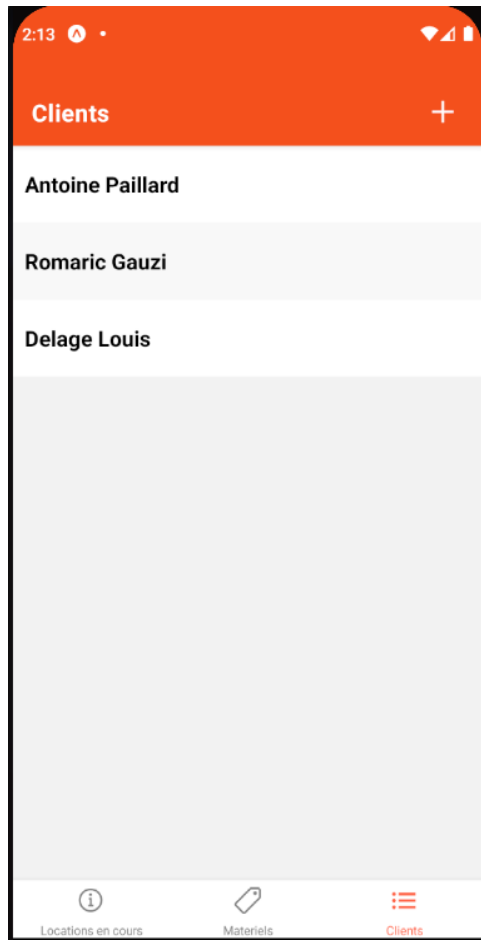 2:13
Clients
Antoine Paillard
Romaric Gauzi
Delage Louis
Locations en cours
Materiels
Clients